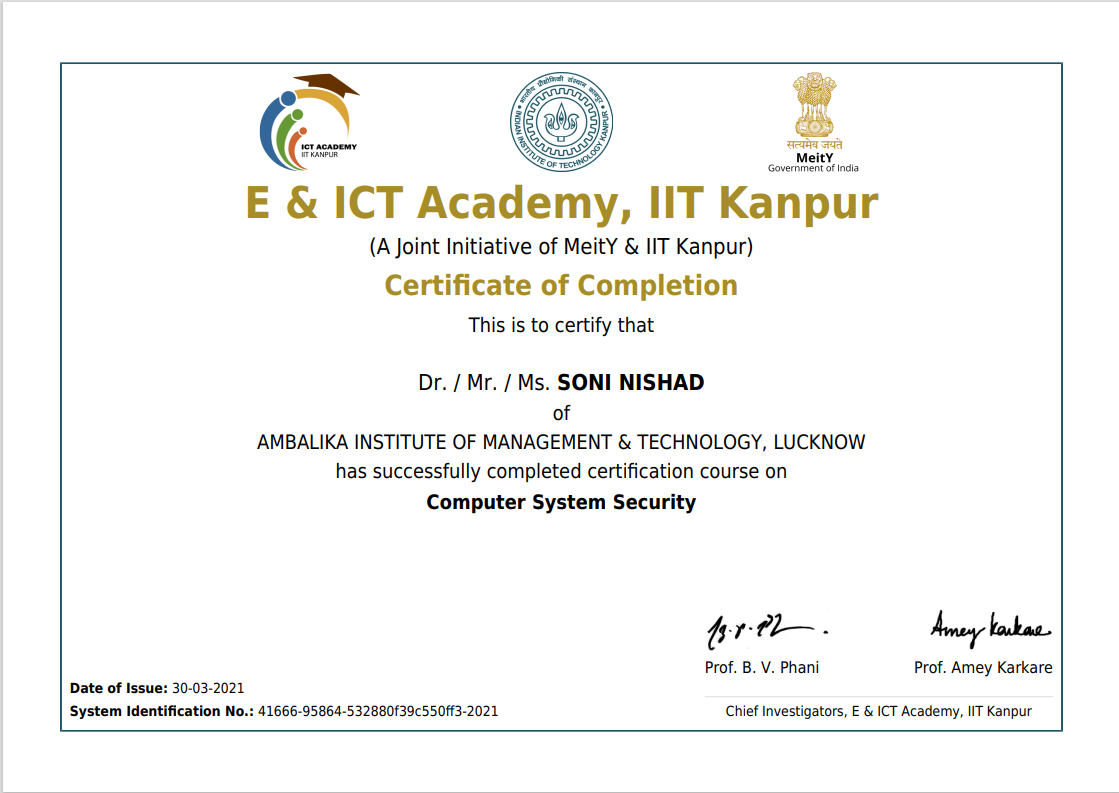 ICT ACADEMY
IIT KANPUR
भारतीय प्रौद्योगिकी संस्थान कानपुर
INDIAN INSTITUTE OF TECHNOLOGY KANPUR
सत्यमेव जयते
MeitY
Government of India
E & ICT Academy, IIT Kanpur
(A Joint Initiative of MeitY & IIT Kanpur)
Certificate of Completion
This is to certify that
Dr. / Mr. / Ms. SONI NISHAD
of
AMBALIKA INSTITUTE OF MANAGEMENT & TECHNOLOGY, LUCKNOW
has successfully completed certification course on
Computer System Security
Amey Karkare
Prof. B. V. Phani Prof. Amey Karkare
Date of Issue: 30-03-2021
System Identification No.: 41666-95864-532880f39c550ff3-2021 Chief Investigators, E & ICT Academy, IIT Kanpur